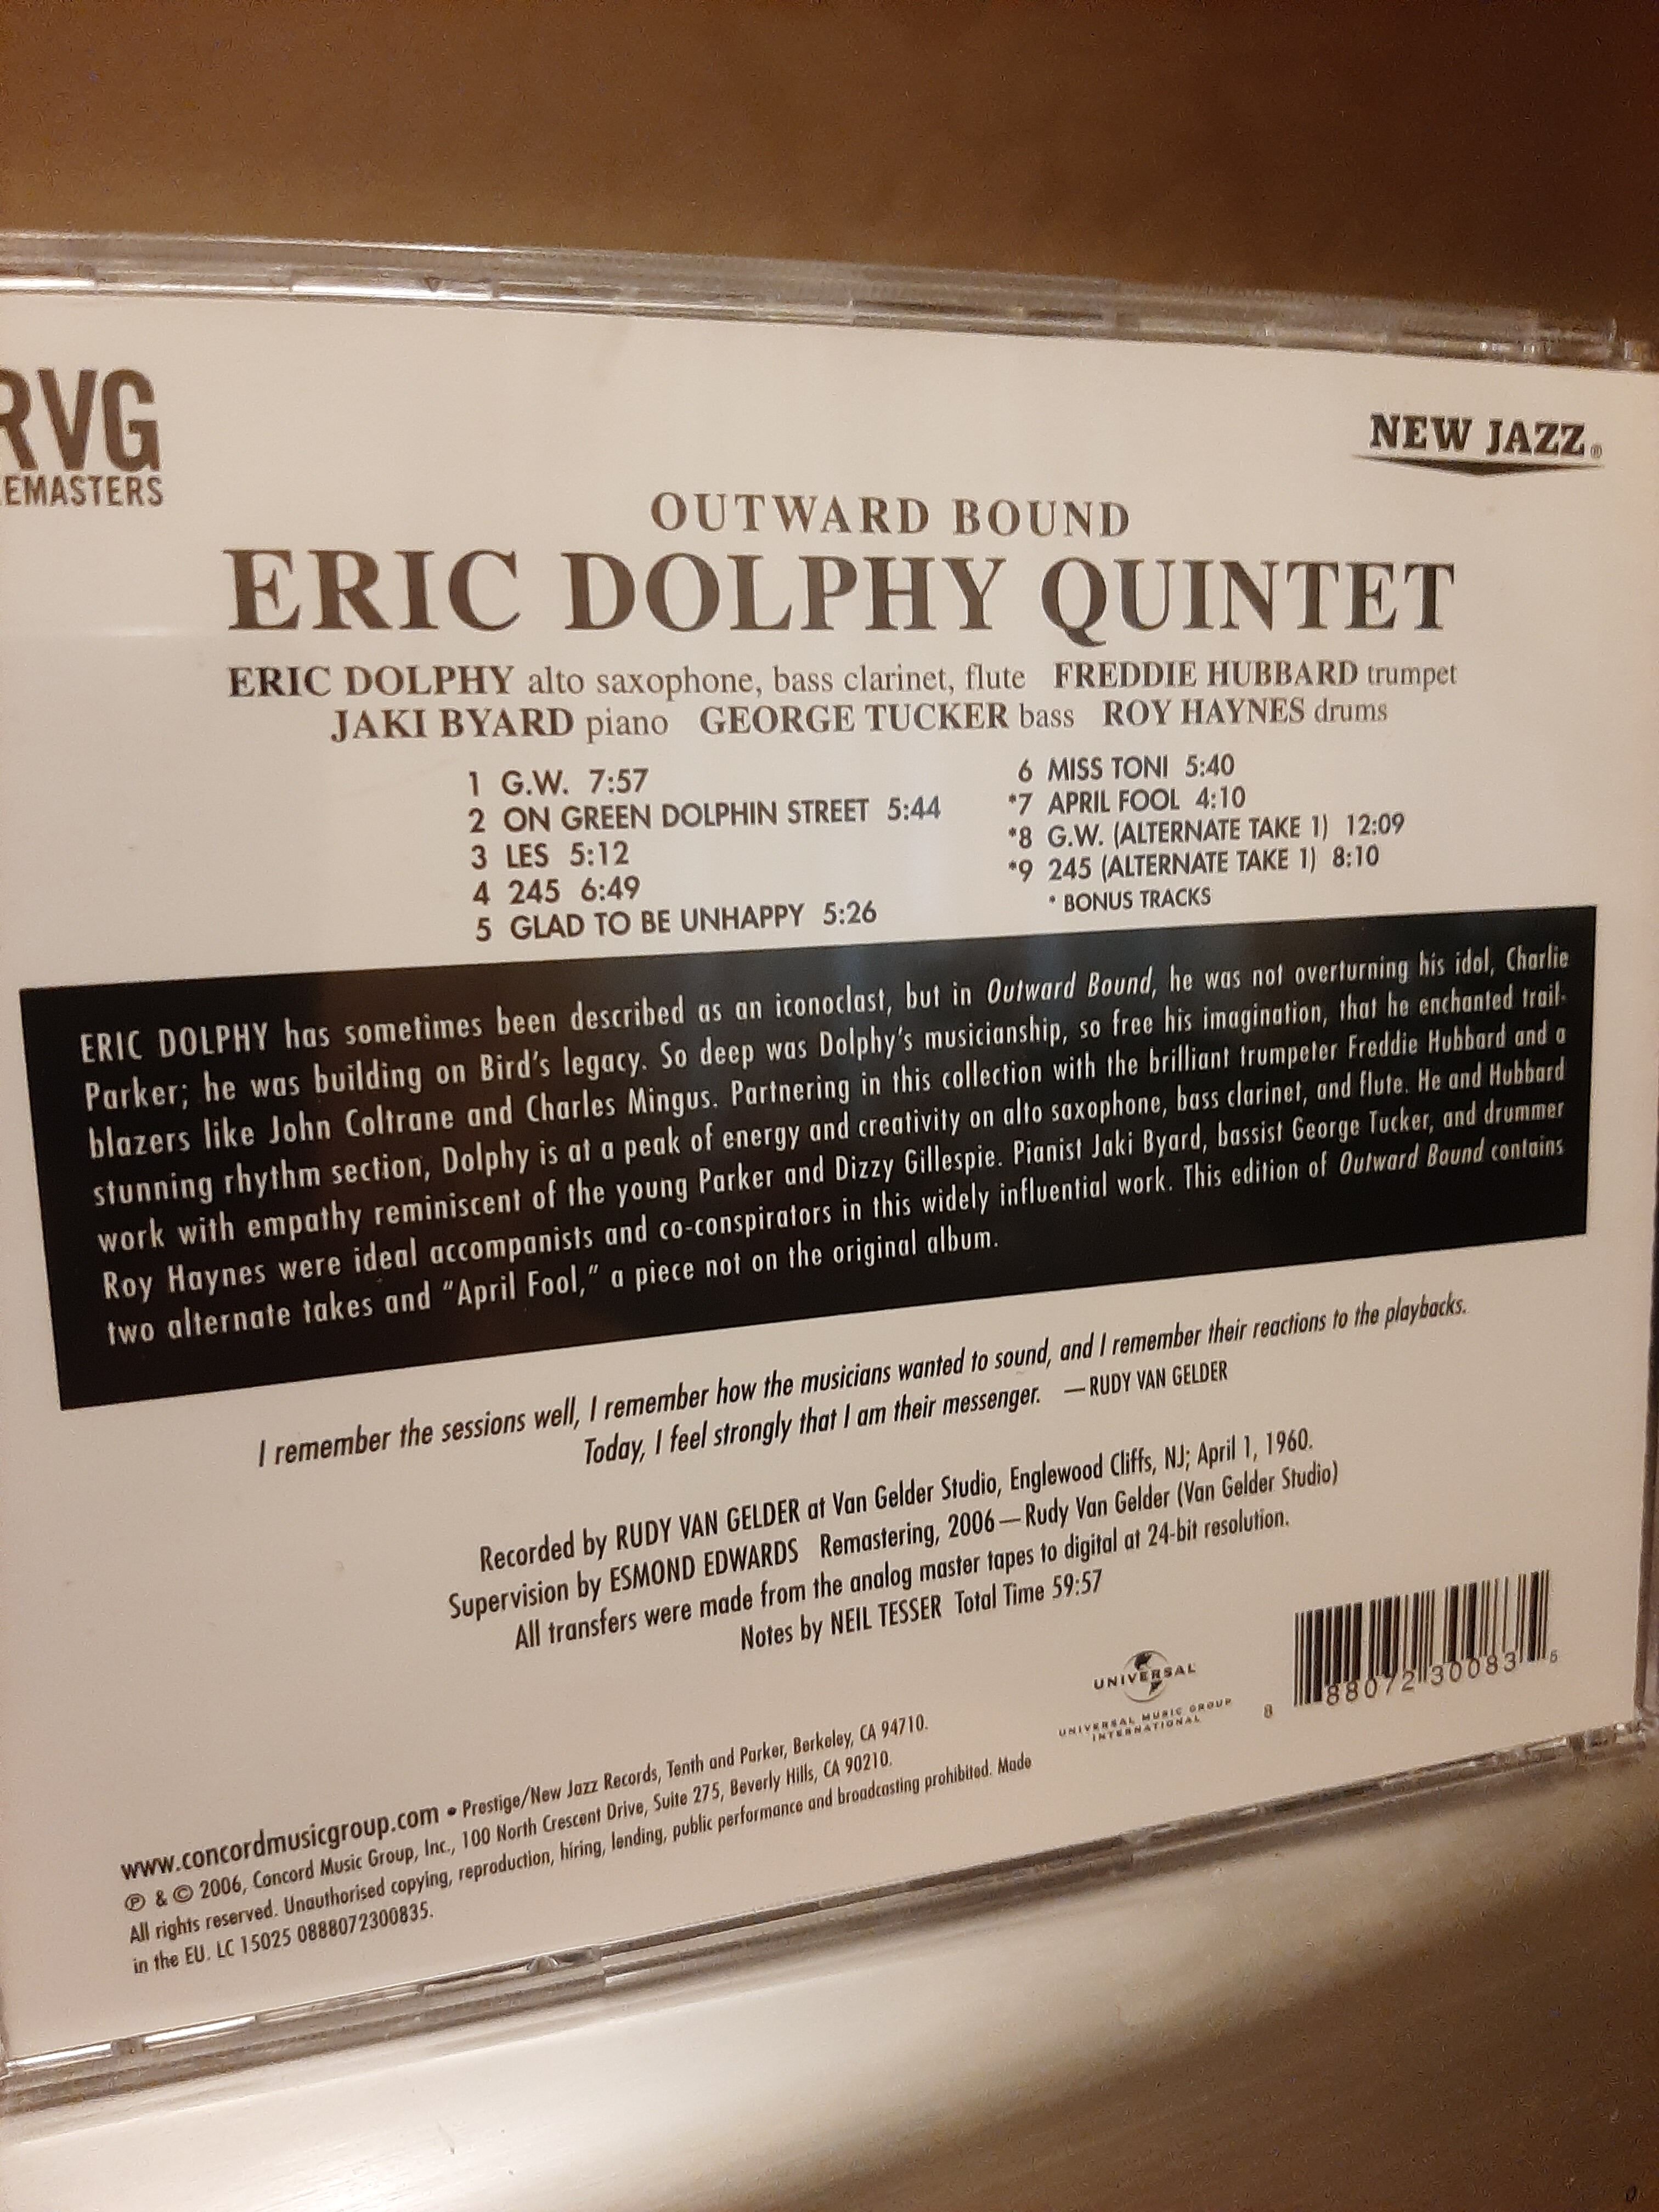 RVG
REMASTERS
NEW JAZZ®
OUTWARD BOUND
ERIC DOLPHY QUINTET
ERIC DOLPHY alto saxophone, bass clarinet, flute FREDDIE HUBBARD trumpet
JAKI BYARD piano GEORGE TUCKER bass ROY HAYNES drums
1 G.W. 7:57
2 ON GREEN DOLPHIN STREET 5:44
3 LES 5:12
4 245 6:49
5 GLAD TO BE UNHAPPY 5:26
6 MISS TONI 5:40
*7 APRIL FOOL 4:10
*8 G.W. (ALTERNATE TAKE 1) 12:09
*9 245 (ALTERNATE TAKE 1) 8:10
* BONUS TRACKS
ERIC DOLPHY has sometimes been described as an iconoclast, but in Outward Bound, he was not overturning his idol, Charlie
Parker; he was building on Bird's legacy. So deep was Dolphy's musicianship, so free his imagination, that he enchanted trail-
blazers like John Coltrane and Charles Mingus. Partnering in this collection with the brilliant trumpeter Freddie Hubbard and a
stunning rhythm section, Dolphy is at a peak of energy and creativity on alto saxophone, bass clarinet, and flute. He and Hubbard
work with empathy reminiscent of the young Parker and Dizzy Gillespie. Pianist Jaki Byard, bassist George Tucker, and drummer
Roy Haynes were ideal accompanists and co-conspirators in this widely influential work. This edition of Outward Bound contains
two alternate takes and "April Fool," a piece not on the original album.
I remember the sessions well, I remember how the musicians wanted to sound, and I remember their reactions to the playbacks.
Today, I feel strongly that I am their messenger. —RUDY VAN GELDER
Recorded by RUDY VAN GELDER at Van Gelder Studio, Englewood Cliffs, NJ; April 1, 1960.
Supervision by ESMOND EDWARDS Remastering, 2006—Rudy Van Gelder (Van Gelder Studio)
All transfers were made from the analog master tapes to digital at 24-bit resolution.
Notes by NEIL TESSER Total Time 59:57
UNIVERSAL
UNIVERSAL MUSIC GROUP
INTERNATIONAL
8 88072 30083 5
www.concordmusicgroup.com • Prestige/New Jazz Records, Tenth and Parker, Berkeley, CA 94710.
℗ & © 2006, Concord Music Group, Inc., 100 North Crescent Drive, Suite 275, Beverly Hills, CA 90210.
All rights reserved. Unauthorised copying, reproduction, hiring, lending, public performance and broadcasting prohibited. Made
in the EU. LC 15025 0888072300835.